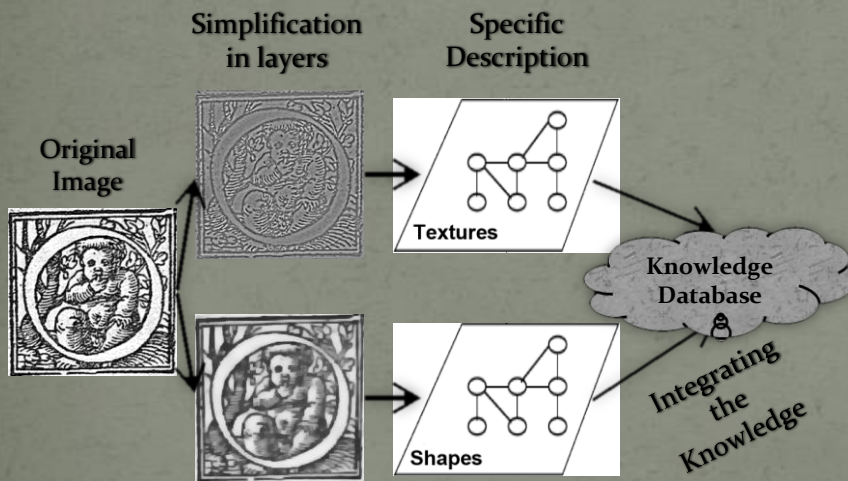 Simplification
in layers
Specific
Description
Original
Image
Textures
Knowledge
Database
Shapes
Integrating
the
Knowledge